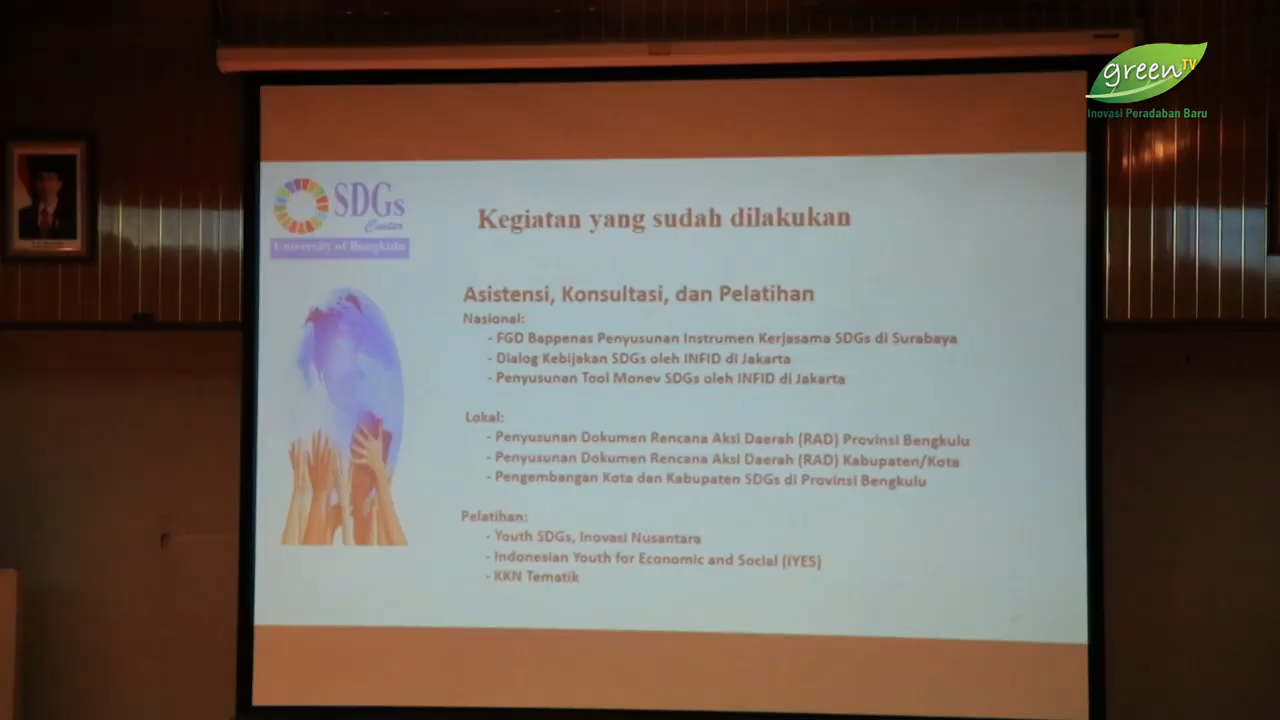 green TV
Inovasi Peradaban Baru
SDGs
Center
University of Bengkulu
Kegiatan yang sudah dilakukan
Asistensi, Konsultasi, dan Pelatihan
Nasional:
- FGD Bappenas Penyusunan Instrumen Kerjasama SDGs di Surabaya
- Dialog Kebijakan SDGs oleh INFID di Jakarta
- Penyusunan Tool Monev SDGs oleh INFID di Jakarta
Lokal:
- Penyusunan Dokumen Rencana Aksi Daerah (RAD) Provinsi Bengkulu
- Penyusunan Dokumen Rencana Aksi Daerah (RAD) Kabupaten/Kota
- Pengembangan Kota dan Kabupaten SDGs di Provinsi Bengkulu
Pelatihan:
- Youth SDGs, Inovasi Nusantara
- Indonesian Youth for Economic and Social (IYES)
- KKN Tematik